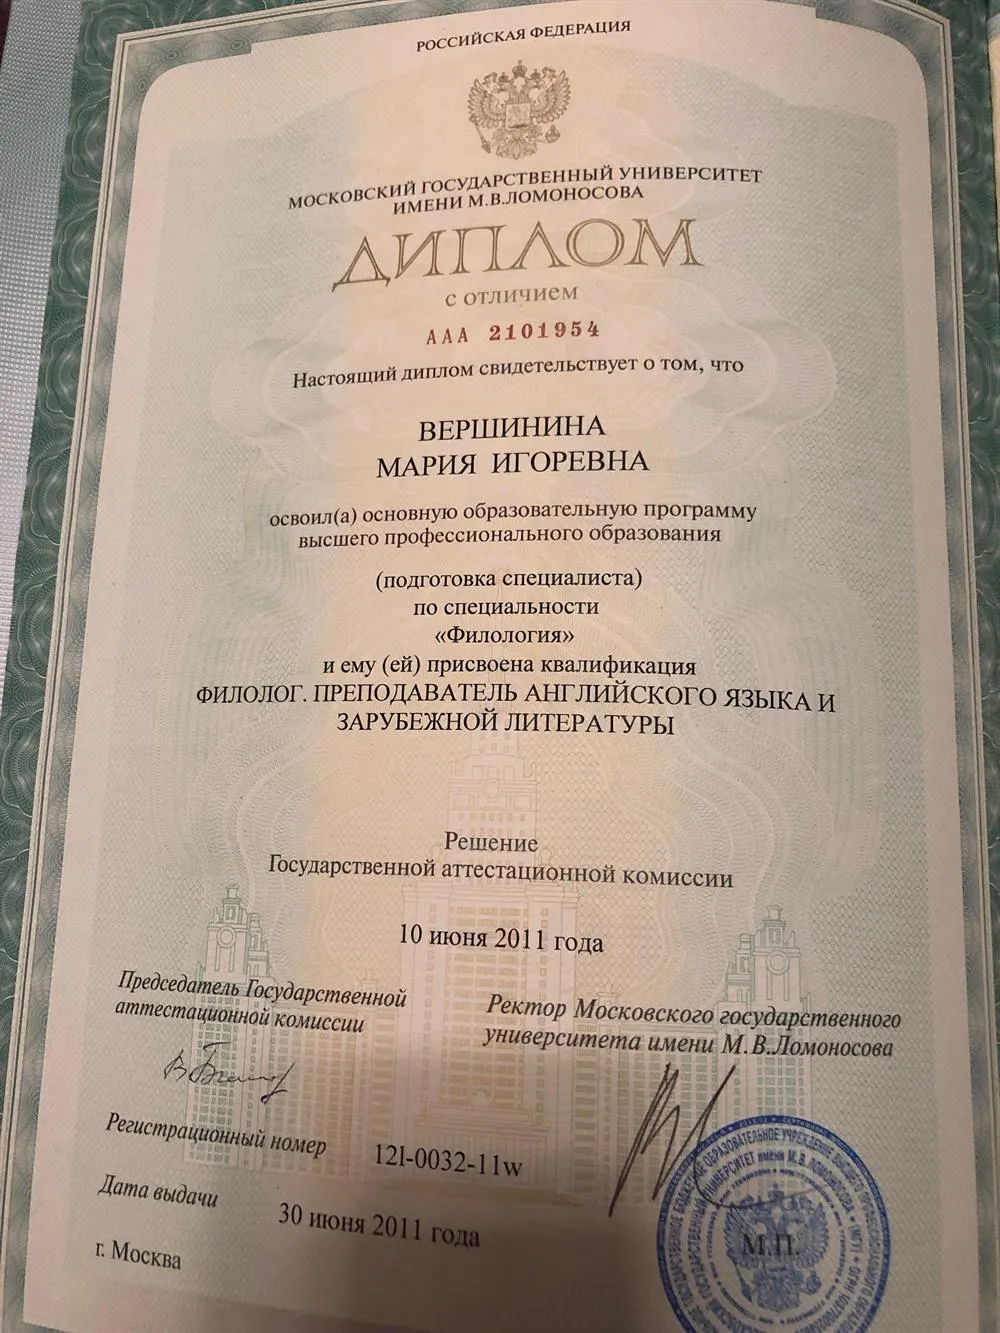 РОССИЙСКАЯ ФЕДЕРАЦИЯ
МОСКОВСКИЙ ГОСУДАРСТВЕННЫЙ УНИВЕРСИТЕТ
ИМЕНИ М.В.ЛОМОНОСОВА
ДИПЛОМ
с отличием
ААА 2101954
Настоящий диплом свидетельствует о том, что
ВЕРШИНИНА
МАРИЯ ИГОРЕВНА
освоил(а) основную образовательную программу
высшего профессионального образования
(подготовка специалиста)
по специальности
«Филология»
и ему (ей) присвоена квалификация
ФИЛОЛОГ. ПРЕПОДАВАТЕЛЬ АНГЛИЙСКОГО ЯЗЫКА И
ЗАРУБЕЖНОЙ ЛИТЕРАТУРЫ
Решение
Государственной аттестационной комиссии
10 июня 2011 года
Председатель Государственной
аттестационной комиссии
Ректор Московского государственного
университета имени М.В.Ломоносова
Регистрационный номер 12l-0032-11w
Дата выдачи 30 июня 2011 года
г. Москва
М.П.